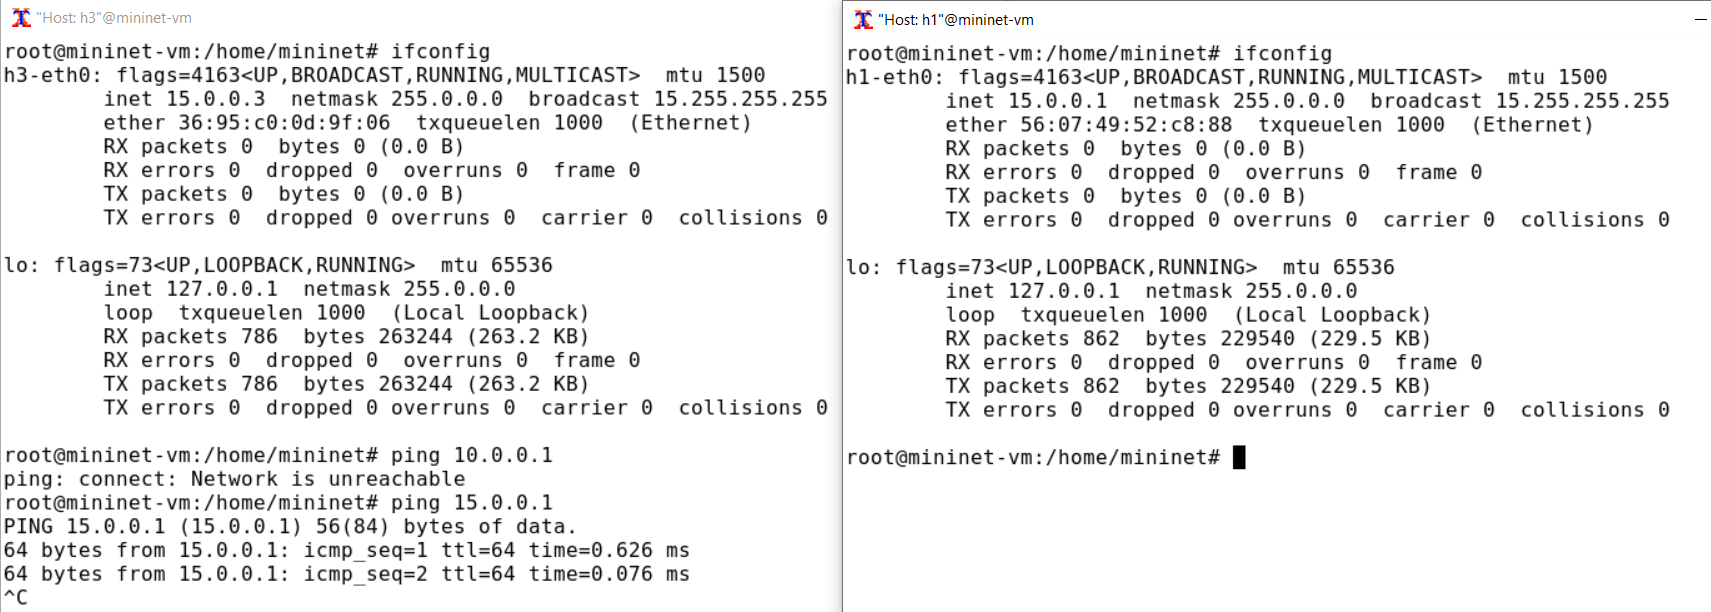 "Host: h3"@mininet-vm
root@mininet-vm:/home/mininet# ifconfig
h3-eth0: flags=4163<UP,BROADCAST,RUNNING,MULTICAST>  mtu 1500
        inet 15.0.0.3  netmask 255.0.0.0  broadcast 15.255.255.255
        ether 36:95:c0:0d:9f:06  txqueuelen 1000  (Ethernet)
        RX packets 0  bytes 0 (0.0 B)
        RX errors 0  dropped 0  overruns 0  frame 0
        TX packets 0  bytes 0 (0.0 B)
        TX errors 0  dropped 0 overruns 0  carrier 0  collisions 0

lo: flags=73<UP,LOOPBACK,RUNNING>  mtu 65536
        inet 127.0.0.1  netmask 255.0.0.0
        loop  txqueuelen 1000  (Local Loopback)
        RX packets 786  bytes 263244 (263.2 KB)
        RX errors 0  dropped 0  overruns 0  frame 0
        TX packets 786  bytes 263244 (263.2 KB)
        TX errors 0  dropped 0 overruns 0  carrier 0  collisions 0

root@mininet-vm:/home/mininet# ping 10.0.0.1
ping: connect: Network is unreachable
root@mininet-vm:/home/mininet# ping 15.0.0.1
PING 15.0.0.1 (15.0.0.1) 56(84) bytes of data.
64 bytes from 15.0.0.1: icmp_seq=1 ttl=64 time=0.626 ms
64 bytes from 15.0.0.1: icmp_seq=2 ttl=64 time=0.076 ms
^C
"Host: h1"@mininet-vm
root@mininet-vm:/home/mininet# ifconfig
h1-eth0: flags=4163<UP,BROADCAST,RUNNING,MULTICAST>  mtu 1500
        inet 15.0.0.1  netmask 255.0.0.0  broadcast 15.255.255.255
        ether 56:07:49:52:c8:88  txqueuelen 1000  (Ethernet)
        RX packets 0  bytes 0 (0.0 B)
        RX errors 0  dropped 0  overruns 0  frame 0
        TX packets 0  bytes 0 (0.0 B)
        TX errors 0  dropped 0 overruns 0  carrier 0  collisions 0

lo: flags=73<UP,LOOPBACK,RUNNING>  mtu 65536
        inet 127.0.0.1  netmask 255.0.0.0
        loop  txqueuelen 1000  (Local Loopback)
        RX packets 862  bytes 229540 (229.5 KB)
        RX errors 0  dropped 0  overruns 0  frame 0
        TX packets 862  bytes 229540 (229.5 KB)
        TX errors 0  dropped 0 overruns 0  carrier 0  collisions 0

root@mininet-vm:/home/mininet#